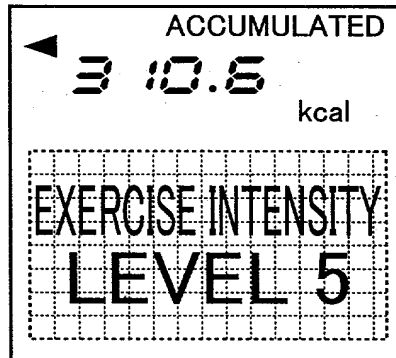 ACCUMULATED
310.6
kcal
EXERCISE INTENSITY
LEVEL 5